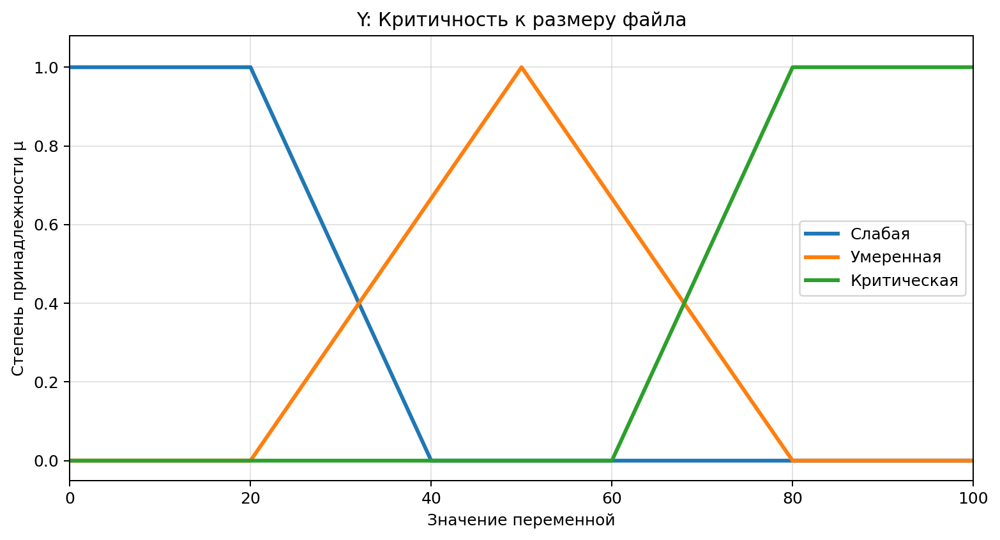 Y: Критичность к размеру файла
Степень принадлежности μ
1.0
0.8
0.6
0.4
0.2
0.0
Слабая
Умеренная
Критическая
0 20 40 60 80 100
Значение переменной